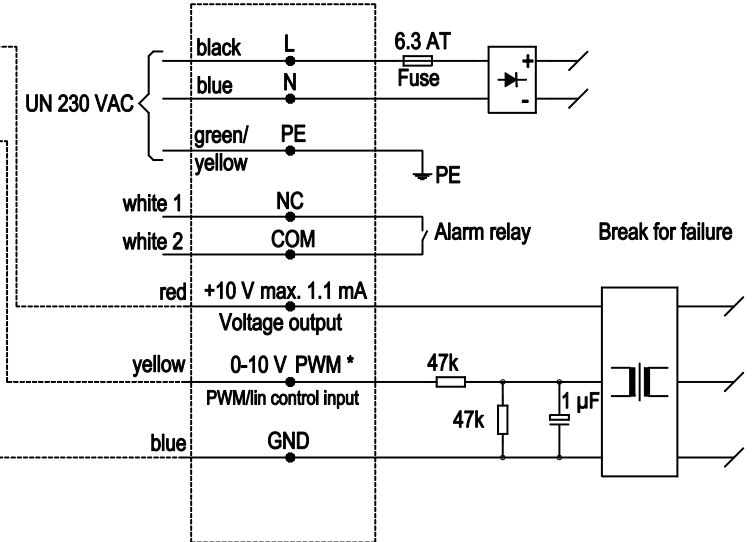 black L 6.3 AT
Fuse
+
-
blue N
UN 230 VAC
green/
yellow
PE
PE
white 1 NC
white 2 COM
Alarm relay
Break for failure
red +10 V max. 1.1 mA
Voltage output
yellow 0-10 V PWM *
PWM/lin control input
47k
47k
1 µF
blue GND